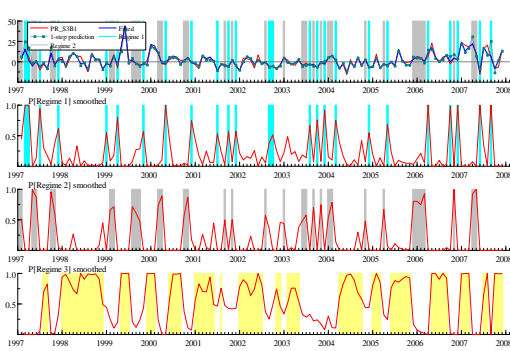 50
PR_S3B1 Fitted
1-step prediction Regime 1
Regime 2
25
0
1997 1998 1999 2000 2001 2002 2003 2004 2005 2006 2007 2008
P[Regime 1] smoothed
1.0
0.5
1997 1998 1999 2000 2001 2002 2003 2004 2005 2006 2007 2008
P[Regime 2] smoothed
1.0
0.5
1997 1998 1999 2000 2001 2002 2003 2004 2005 2006 2007 2008
P[Regime 3] smoothed
1.0
0.5
1997 1998 1999 2000 2001 2002 2003 2004 2005 2006 2007 2008